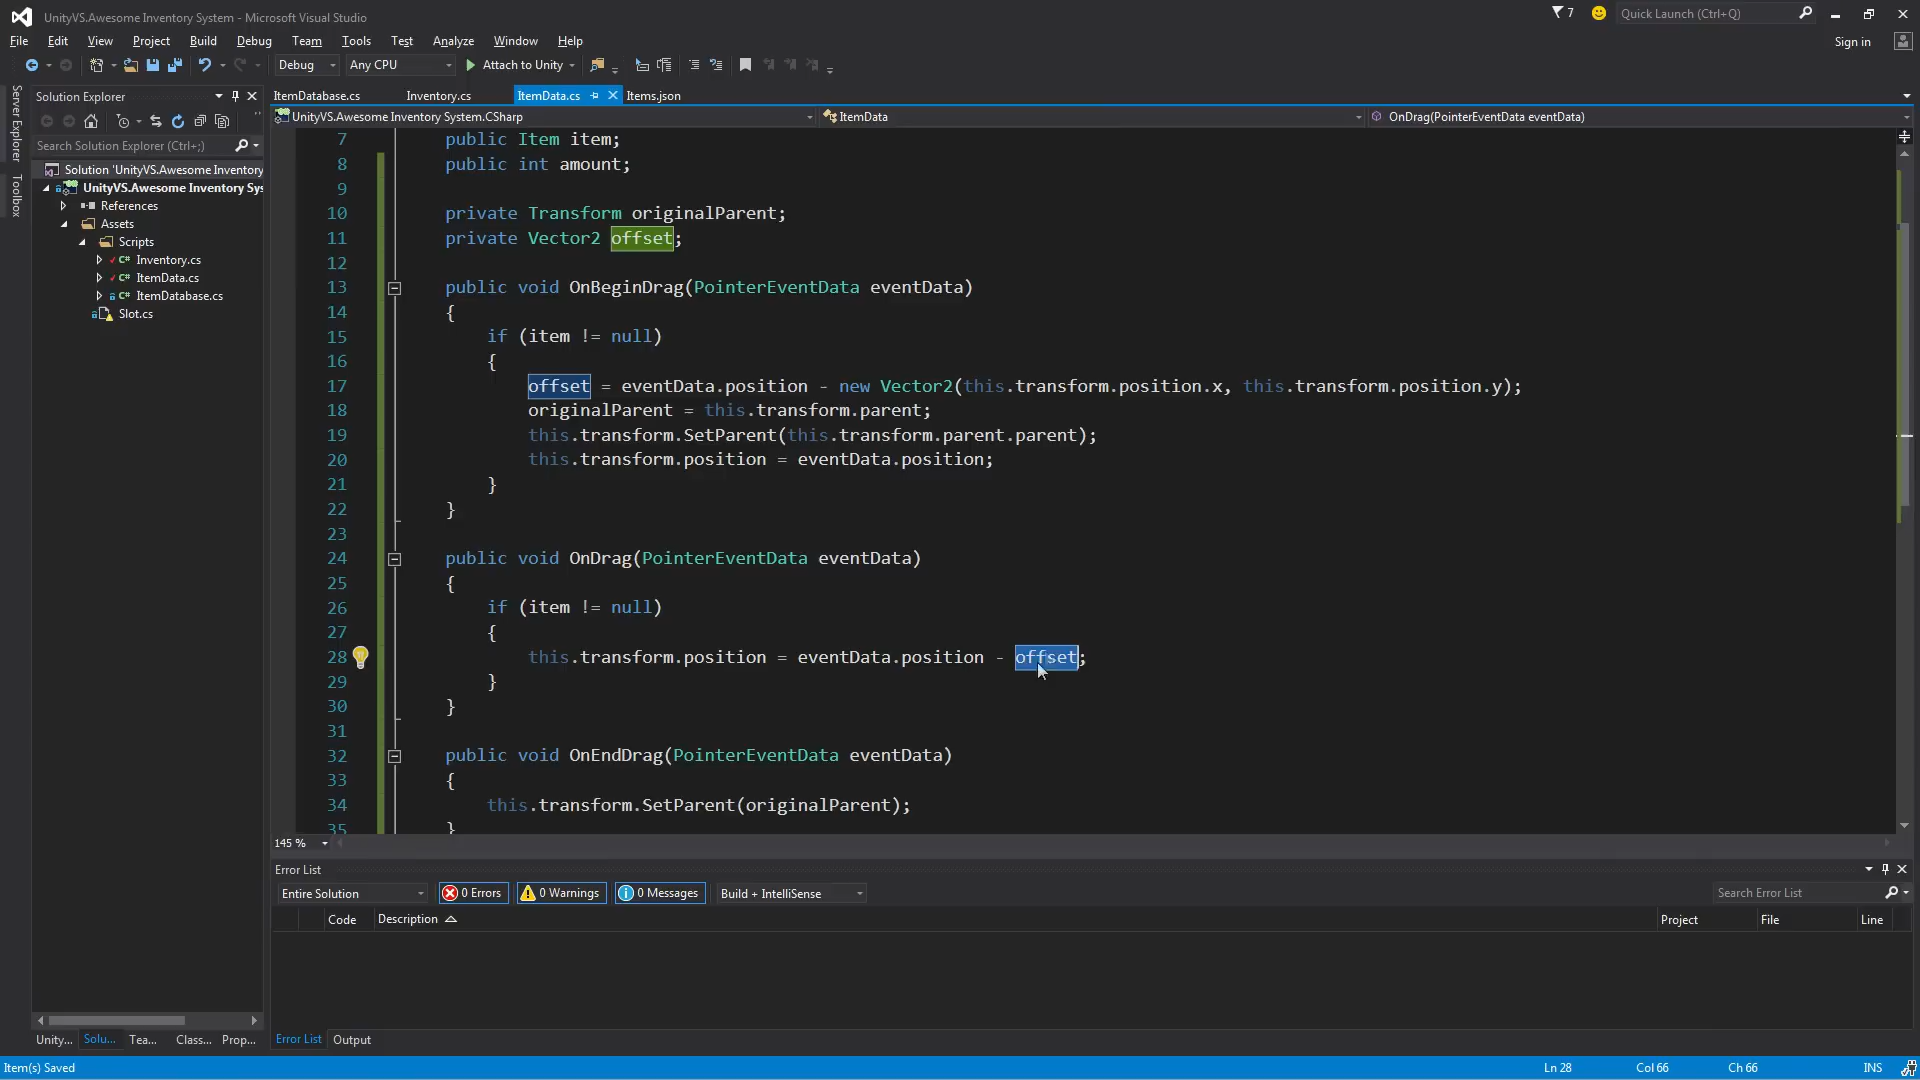 UnityVS.Awesome Inventory System - Microsoft Visual Studio
7
Quick Launch (Ctrl+Q)
File Edit View Project Build Debug Team Tools Test Analyze Window Help
Sign in
Debug
Any CPU
Attach to Unity
Server Explorer
Toolbox
Solution Explorer
Search Solution Explorer (Ctrl+;)
Solution 'UnityVS.Awesome Inventory
UnityVS.Awesome Inventory Sys
References
Assets
Scripts
Inventory.cs
ItemData.cs
ItemDatabase.cs
Slot.cs
Unity... Solu... Tea... Class... Prop...
ItemDatabase.cs Inventory.cs ItemData.cs Items.json
UnityVS.Awesome Inventory System.CSharp
ItemData
OnDrag(PointerEventData eventData)
7 public Item item;
8 public int amount;
9
10 private Transform originalParent;
11 private Vector2 offset;
12
13 public void OnBeginDrag(PointerEventData eventData)
14 {
15 if (item != null)
16 {
17 offset = eventData.position - new Vector2(this.transform.position.x, this.transform.position.y);
18 originalParent = this.transform.parent;
19 this.transform.SetParent(this.transform.parent.parent);
20 this.transform.position = eventData.position;
21 }
22 }
23
24 public void OnDrag(PointerEventData eventData)
25 {
26 if (item != null)
27 {
28 this.transform.position = eventData.position - offset;
29 }
30 }
31
32 public void OnEndDrag(PointerEventData eventData)
33 {
34 this.transform.SetParent(originalParent);
35 }
145 %
Error List
Entire Solution
0 Errors
0 Warnings
0 Messages
Build + IntelliSense
Search Error List
Code Description Project File Line
Error List Output
Item(s) Saved
Ln 28 Col 66 Ch 66 INS